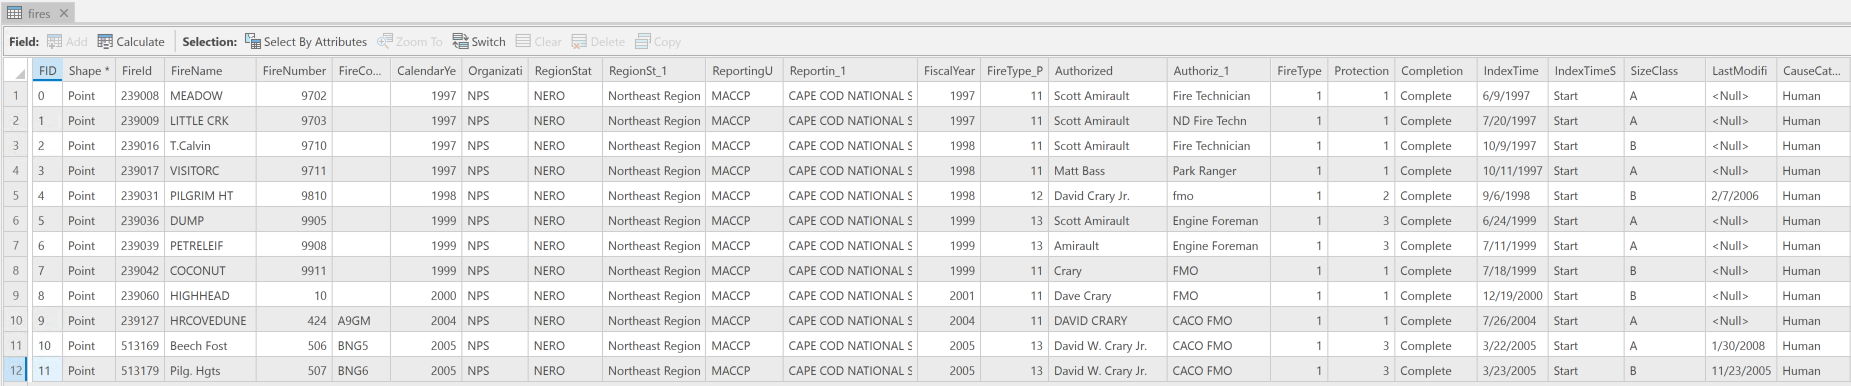 fires
Field: Add Calculate Selection: Select By Attributes Zoom To Switch Clear Delete Copy
FID Shape * FireId FireName FireNumber FireCo... CalendarYe Organizati RegionStat RegionSt_1 ReportingU Reportin_1 FiscalYear FireType_P Authorized Authoriz_1 FireType Protection Completion IndexTime IndexTimeS SizeClass LastModifi CauseCat...
1 0 Point 239008 MEADOW 9702 1997 NPS NERO Northeast Region MACCP CAPE COD NATIONAL S 1997 11 Scott Amirault Fire Technician 1 1 Complete 6/9/1997 Start A <Null> Human
2 1 Point 239009 LITTLE CRK 9703 1997 NPS NERO Northeast Region MACCP CAPE COD NATIONAL S 1997 11 Scott Amirault ND Fire Techn 1 1 Complete 7/20/1997 Start A <Null> Human
3 2 Point 239016 T.Calvin 9710 1997 NPS NERO Northeast Region MACCP CAPE COD NATIONAL S 1998 11 Scott Amirault Fire Technician 1 1 Complete 10/9/1997 Start B <Null> Human
4 3 Point 239017 VISITORC 9711 1997 NPS NERO Northeast Region MACCP CAPE COD NATIONAL S 1998 11 Matt Bass Park Ranger 1 1 Complete 10/11/1997 Start A <Null> Human
5 4 Point 239031 PILGRIM HT 9810 1998 NPS NERO Northeast Region MACCP CAPE COD NATIONAL S 1998 12 David Crary Jr. fmo 1 2 Complete 9/6/1998 Start B 2/7/2006 Human
6 5 Point 239036 DUMP 9905 1999 NPS NERO Northeast Region MACCP CAPE COD NATIONAL S 1999 13 Scott Amirault Engine Foreman 1 3 Complete 6/24/1999 Start A <Null> Human
7 6 Point 239039 PETRELEIF 9908 1999 NPS NERO Northeast Region MACCP CAPE COD NATIONAL S 1999 13 Amirault Engine Foreman 1 3 Complete 7/11/1999 Start A <Null> Human
8 7 Point 239042 COCONUT 9911 1999 NPS NERO Northeast Region MACCP CAPE COD NATIONAL S 1999 11 Crary FMO 1 1 Complete 7/18/1999 Start B <Null> Human
9 8 Point 239060 HIGHHEAD 10 2000 NPS NERO Northeast Region MACCP CAPE COD NATIONAL S 2001 11 Dave Crary FMO 1 1 Complete 12/19/2000 Start B <Null> Human
10 9 Point 239127 HRCOVEDUNE 424 A9GM 2004 NPS NERO Northeast Region MACCP CAPE COD NATIONAL S 2004 11 DAVID CRARY CACO FMO 1 1 Complete 7/26/2004 Start A <Null> Human
11 10 Point 513169 Beech Fost 506 BNG5 2005 NPS NERO Northeast Region MACCP CAPE COD NATIONAL S 2005 13 David W. Crary Jr. CACO FMO 1 3 Complete 3/22/2005 Start A 1/30/2008 Human
12 11 Point 513179 Pilg. Hgts 507 BNG6 2005 NPS NERO Northeast Region MACCP CAPE COD NATIONAL S 2005 13 David W. Crary Jr. CACO FMO 1 3 Complete 3/23/2005 Start B 11/23/2005 Human